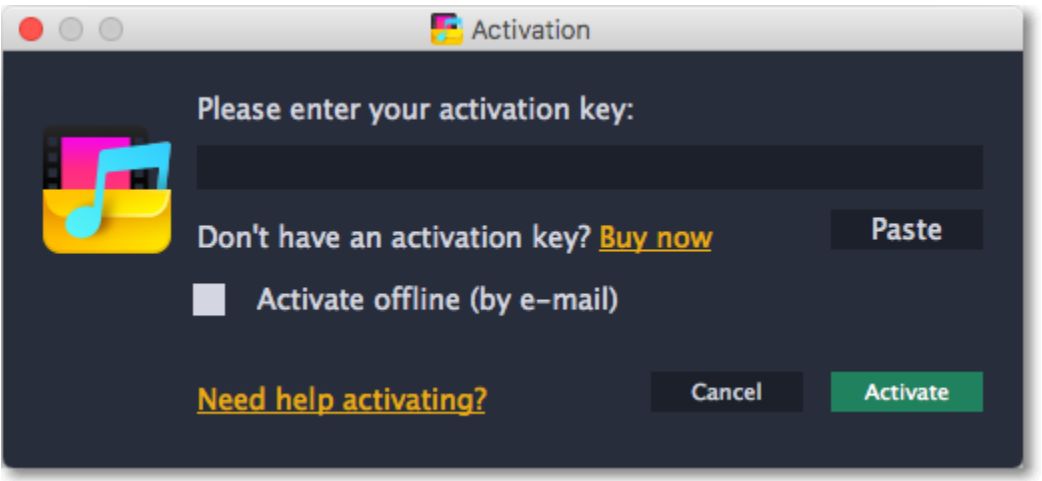 Activation
Please enter your activation key:
Don't have an activation key? Buy now
Paste
Activate offline (by e-mail)
Need help activating?
Cancel
Activate